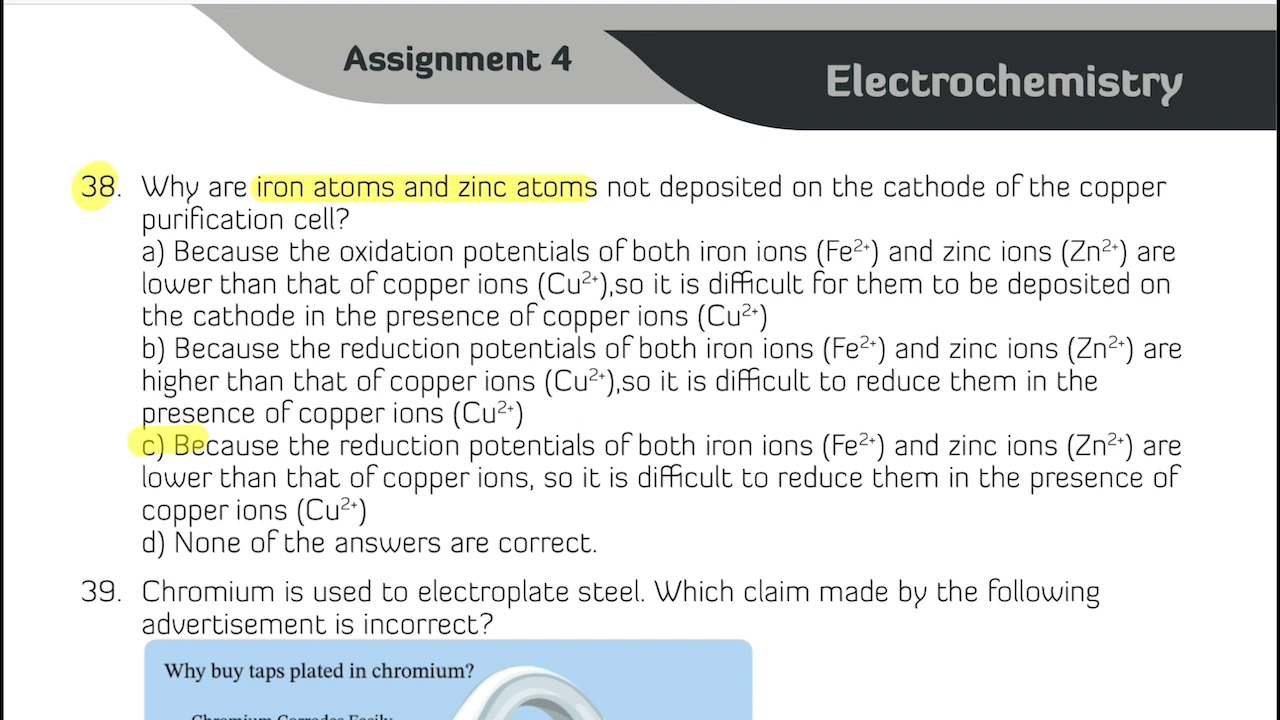 Assignment 4
Electrochemistry
38. Why are iron atoms and zinc atoms not deposited on the cathode of the copper
purification cell?
a) Because the oxidation potentials of both iron ions (Fe²⁺) and zinc ions (Zn²⁺) are
lower than that of copper ions (Cu²⁺),so it is difficult for them to be deposited on
the cathode in the presence of copper ions (Cu²⁺)
b) Because the reduction potentials of both iron ions (Fe²⁺) and zinc ions (Zn²⁺) are
higher than that of copper ions (Cu²⁺),so it is difficult to reduce them in the
presence of copper ions (Cu²⁺)
c) Because the reduction potentials of both iron ions (Fe²⁺) and zinc ions (Zn²⁺) are
lower than that of copper ions, so it is difficult to reduce them in the presence of
copper ions (Cu²⁺)
d) None of the answers are correct.
39. Chromium is used to electroplate steel. Which claim made by the following
advertisement is incorrect?
Why buy taps plated in chromium?
Chromium Corrodes Easily